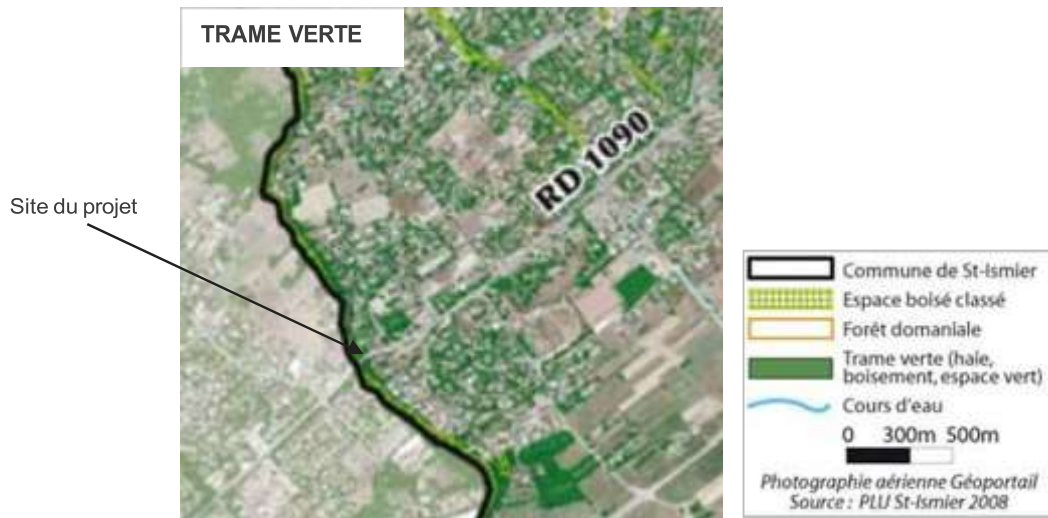 TRAME VERTE
RD 1090
Site du projet
Commune de St-Ismier
Espace boisé classé
Forêt domaniale
Trame verte (haie,
boisement, espace vert)
Cours d'eau
0 300m 500m
Photographie aérienne Géoportail
Source : PLU St-Ismier 2008